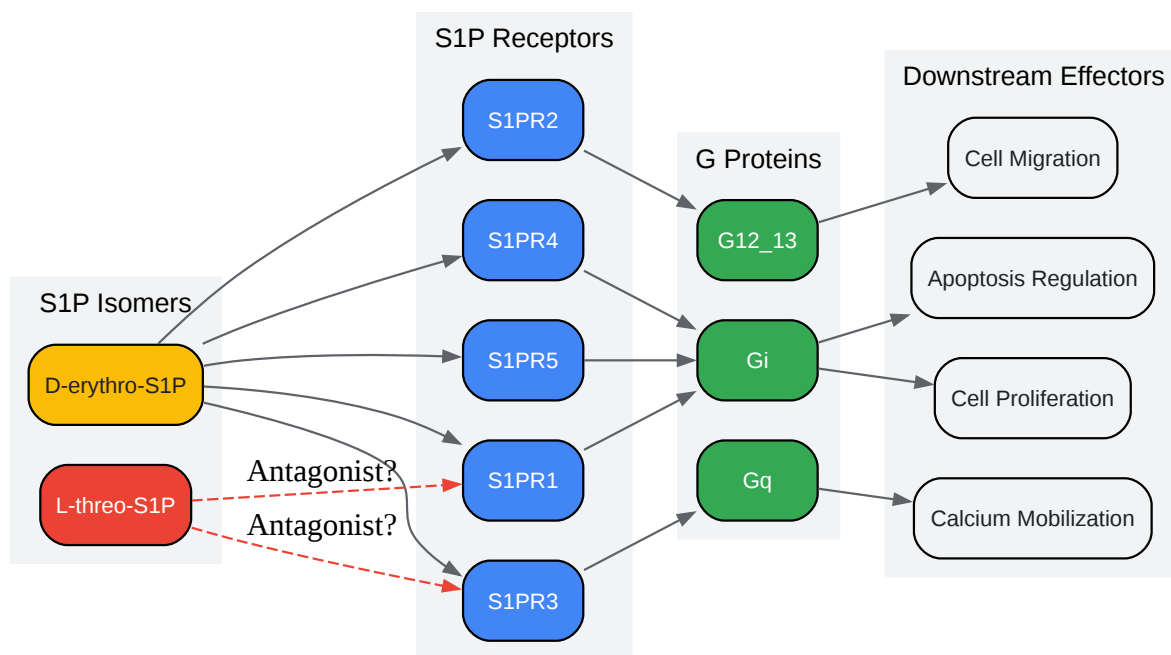 S1P Isomers
D-erythro-S1P
L-threo-S1P
Antagonist?
Antagonist?
S1P Receptors
S1PR2
S1PR4
S1PR5
S1PR1
S1PR3
G Proteins
G12_13
Gi
Gq
Downstream Effectors
Cell Migration
Apoptosis Regulation
Cell Proliferation
Calcium Mobilization